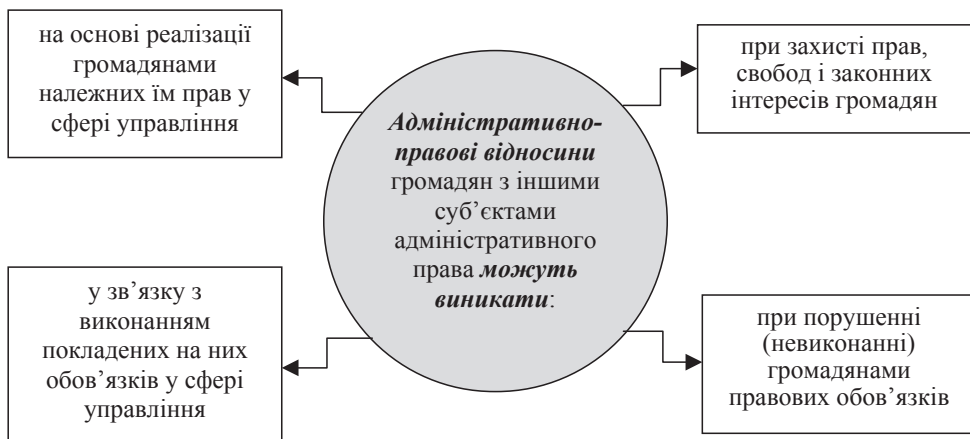 на основі реалізації
громадянами
належних їм прав у
сфері управління
при захисті прав,
свобод і законних
інтересів громадян
Адміністративно-
правові відносини
громадян з іншими
суб’єктами
адміністративного
права можуть
виникати:
у зв’язку з
виконанням
покладених на них
обов’язків у сфері
управління
при порушенні
(невиконанні)
громадянами
правових обов’язків